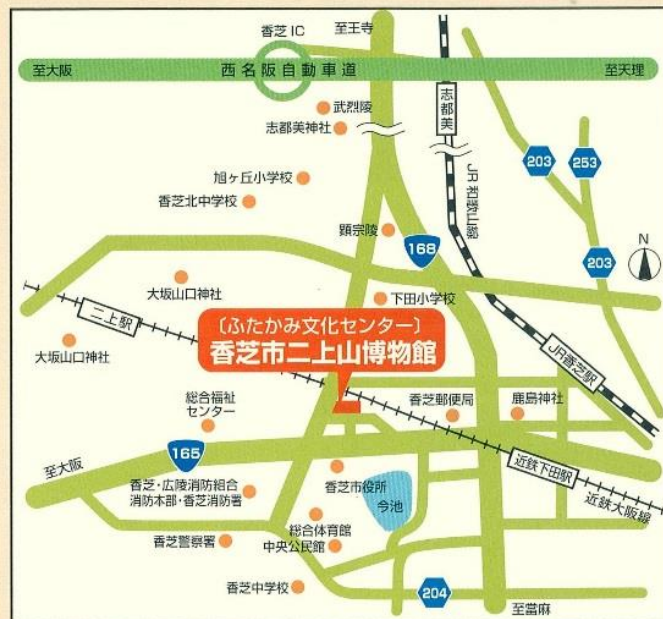 香芝IC
至王寺
至大阪
西名阪自動車道
至天理
武烈陵
志都美神社
志都美
203
253
旭ヶ丘小学校
香芝北中学校
JR和歌山線
顕宗陵
168
203
N
大坂山口神社
下田小学校
二上駅
〔ふたかみ文化センター〕
香芝市二上山博物館
大坂山口神社
JR香芝駅
総合福祉
センター
香芝郵便局
鹿島神社
165
至大阪
近鉄下田駅
香芝・広陵消防組合
消防本部・香芝消防署
香芝市役所
今池
近鉄大阪線
総合体育館
香芝警察署
中央公民館
香芝中学校
204
至當麻